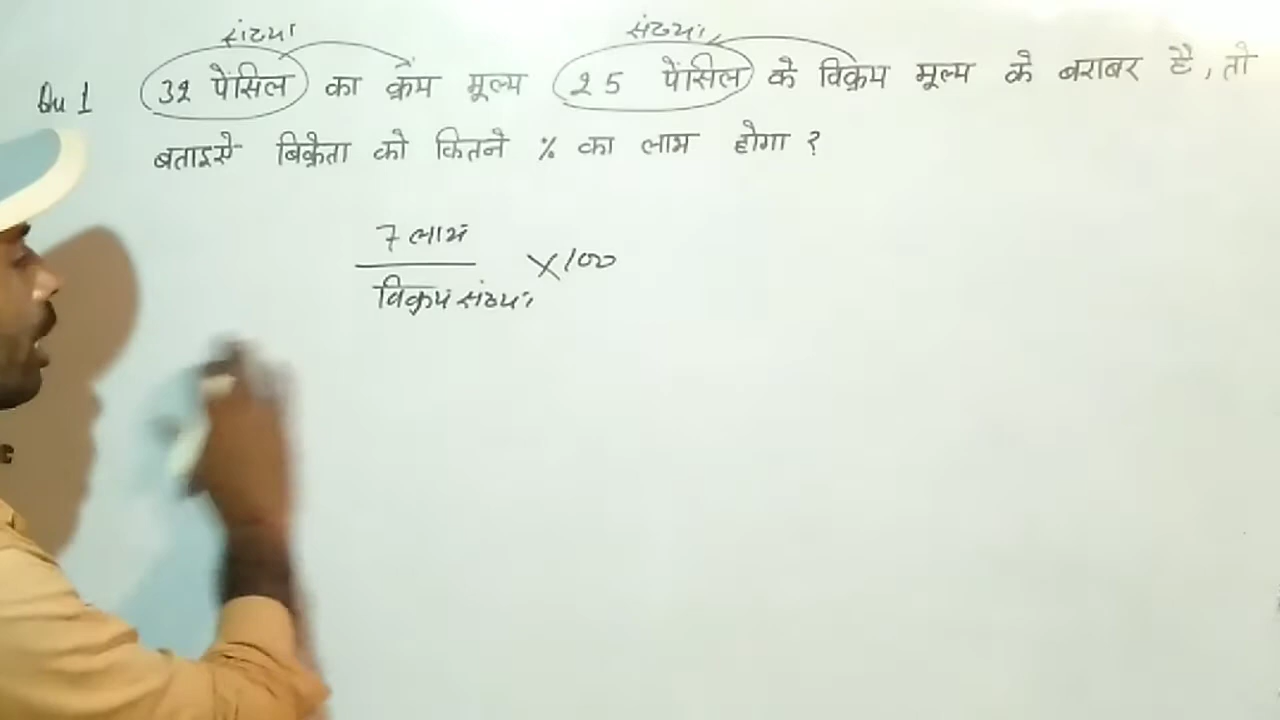 संख्या संख्या
Qu 1 32 पेंसिल का क्रय मूल्य 25 पेंसिल के विक्रय मूल्य के बराबर है, तो
बताइये विक्रेता को कितने % का लाभ होगा ?
7 लाभ
विक्रय संख्या
×100